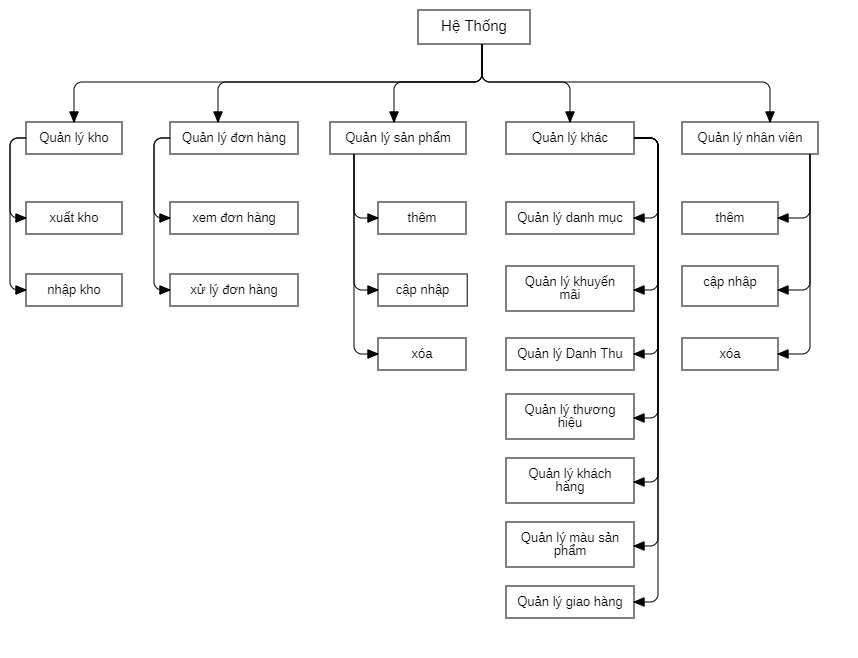 Hệ Thống
Quản lý kho
Quản lý đơn hàng
Quản lý sản phẩm
Quản lý khác
Quản lý nhân viên
xuất kho
xem đơn hàng
thêm
Quản lý danh mục
thêm
nhập kho
xử lý đơn hàng
cập nhập
Quản lý khuyến
mãi
cập nhập
xóa
Quản lý Danh Thu
xóa
Quản lý thương
hiệu
Quản lý khách
hàng
Quản lý màu sản
phẩm
Quản lý giao hàng